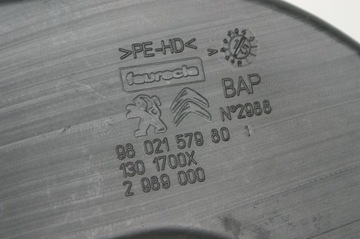 >PE-HD<
faurecia
BAP
N°2988
98 021 579 80 1
130 1700X
2 989 000